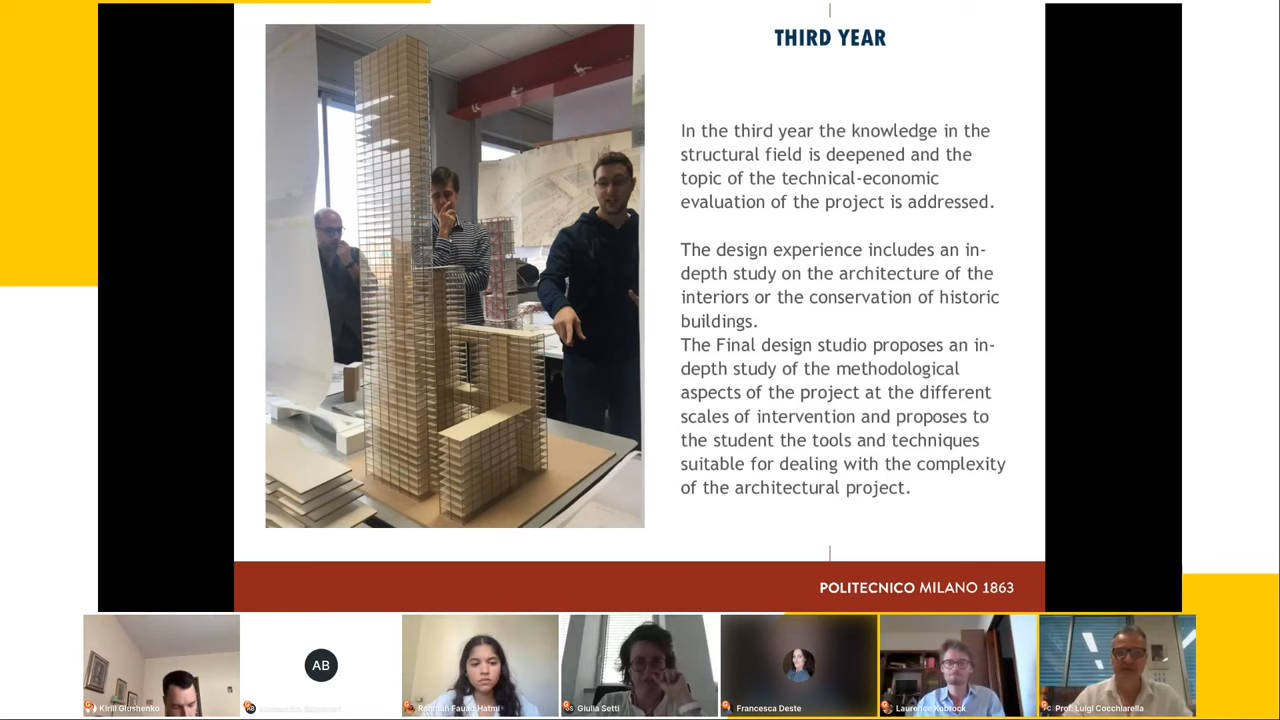 THIRD YEAR
In the third year the knowledge in the
structural field is deepened and the
topic of the technical-economic
evaluation of the project is addressed.
The design experience includes an in-
depth study on the architecture of the
interiors or the conservation of historic
buildings.
The Final design studio proposes an in-
depth study of the methodological
aspects of the project at the different
scales of intervention and proposes to
the student the tools and techniques
suitable for dealing with the complexity
of the architectural project.
POLITECNICO MILANO 1863
AB
Kirill Glushenko
Rahmah Fauad Hatmi
GS Giulia Setti
Francesca Deste
Laurence Kobrock
Prof. Luigi Cocchiarella